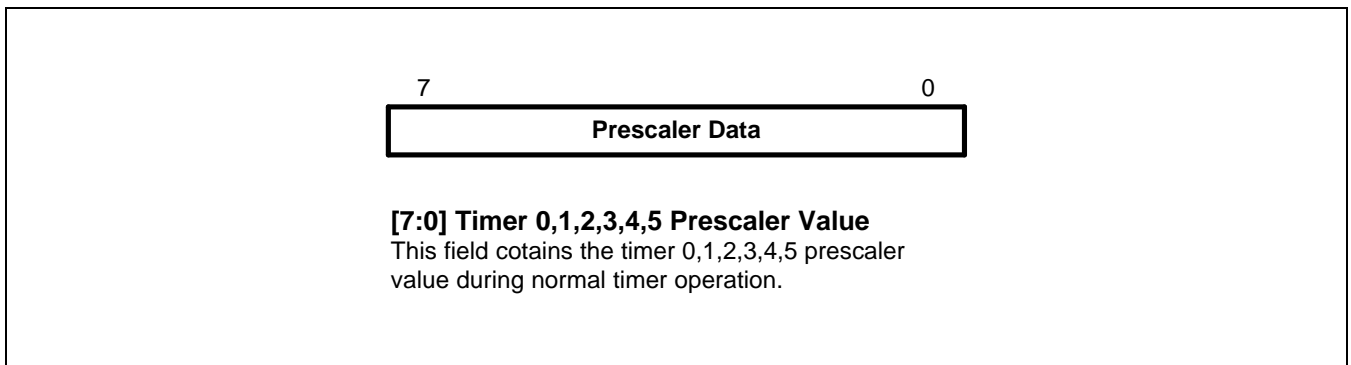 7 0
Prescaler Data
[7:0] Timer 0,1,2,3,4,5 Prescaler Value
This field cotains the timer 0,1,2,3,4,5 prescaler
value during normal timer operation.